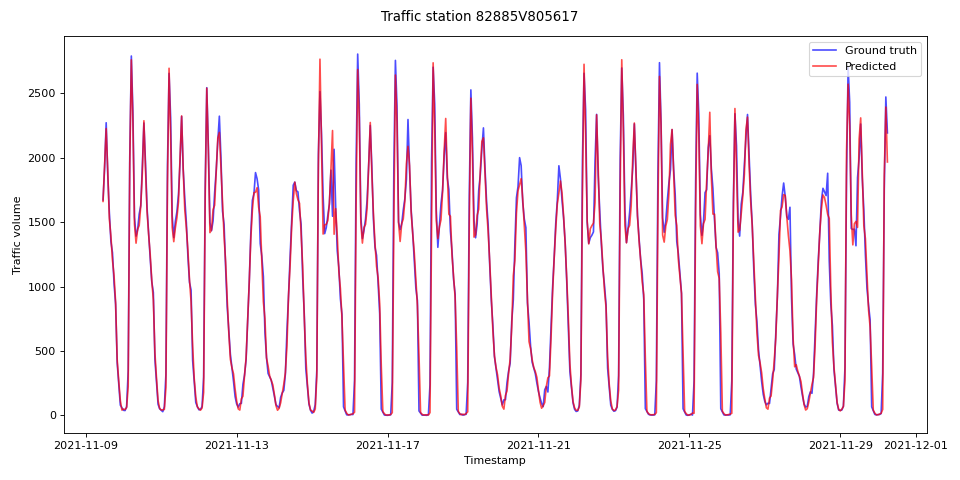 Traffic station 82885V805617
Ground truth
Predicted
Traffic volume
2500
2000
1500
1000
500
0
2021-11-09
2021-11-13
2021-11-17
2021-11-21
2021-11-25
2021-11-29
2021-12-01
Timestamp